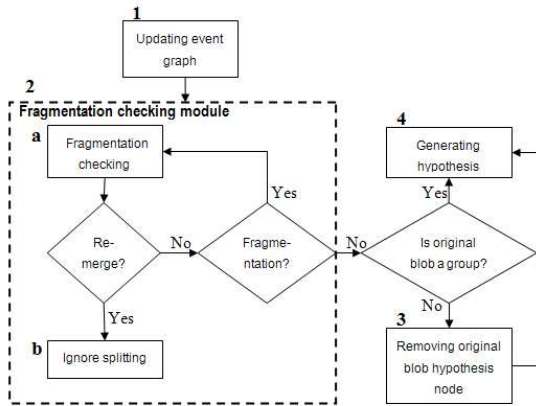 1
Updating event
graph
2
Fragmentation checking module
a
Fragmentation
checking
Yes
Re-
merge?
No
Fragme-
ntation?
No
Yes
b
Ignore splitting
4
Generating
hypothesis
Yes
Is original
blob a group?
No
3
Removing original
blob hypothesis
node